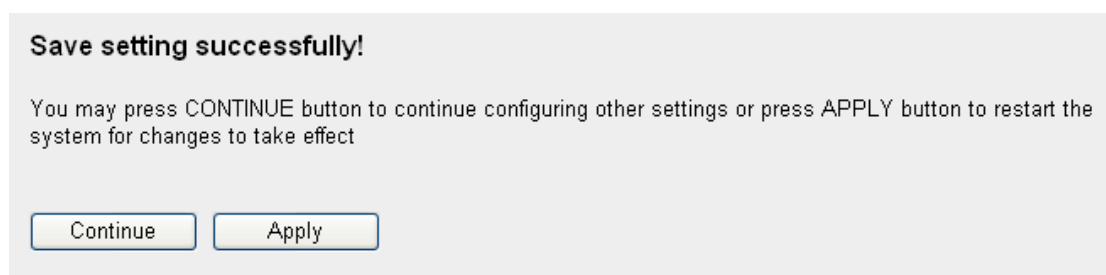 Save setting successfully!
You may press CONTINUE button to continue configuring other settings or press APPLY button to restart the
system for changes to take effect
Continue
Apply